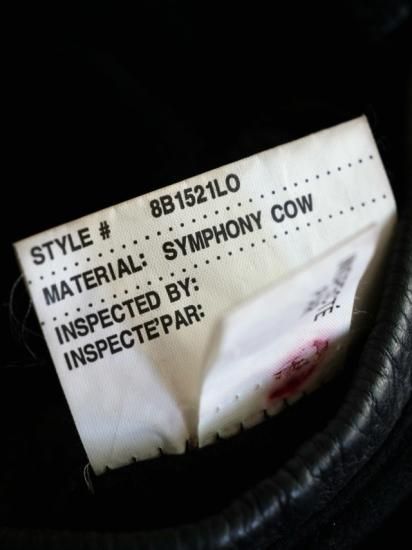 STYLE # 8B1521LO
MATERIAL: SYMPHONY COW
INSPECTED BY:
INSPECTE'PAR: